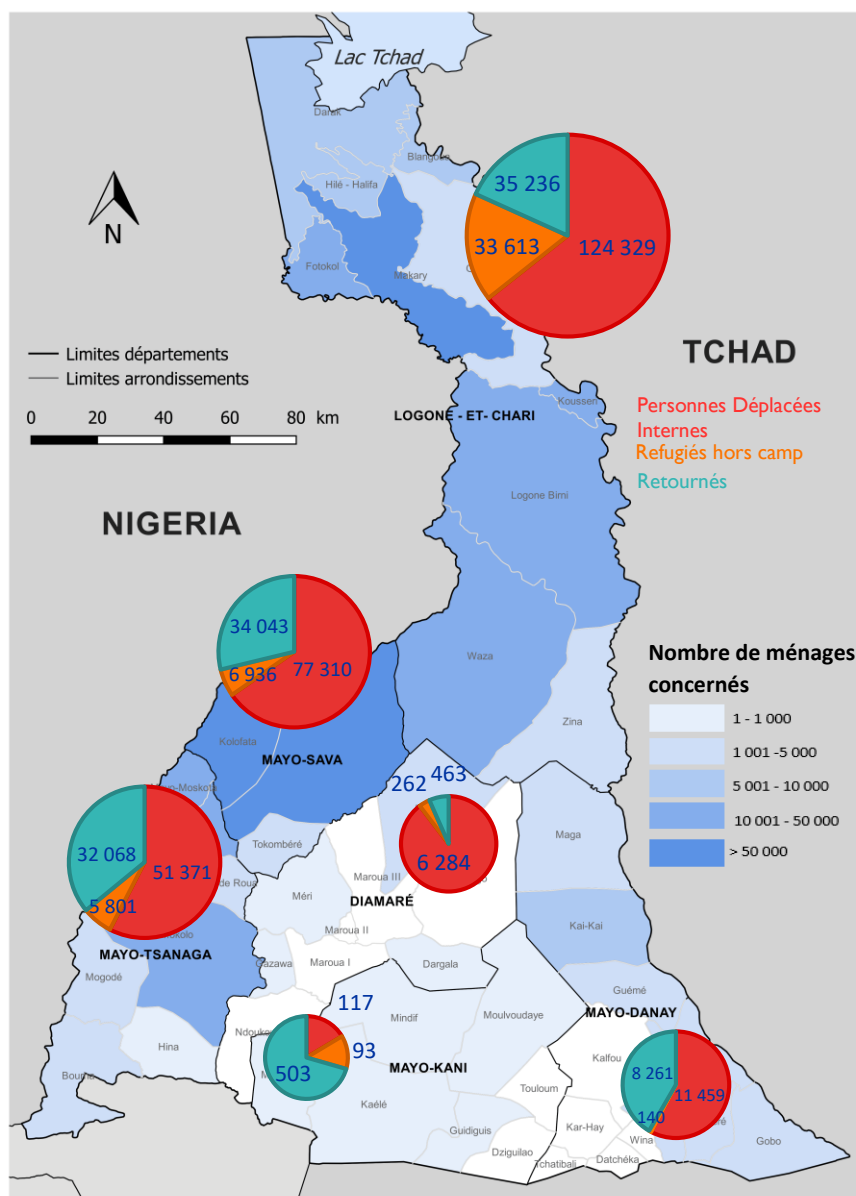 Lac Tchad
Darak
Blangoua
Hilé - Halifa
35 236
33 613
124 329
Fotokol
Makary
N
Limites départements
Limites arrondissements
0 20 40 60 80 km
TCHAD
LOGONE - ET- CHARI
Kousseri
Personnes Déplacées
Internes
Refugiés hors camp
Retournés
Logone Birni
NIGERIA
34 043
6 936
77 310
Waza
Zina
Nombre de ménages
concernés
1 - 1 000
1 001 -5 000
5 001 - 10 000
10 001 - 50 000
> 50 000
Kolofata
MAYO-SAVA
262
463
-Moskota
Tokombéré
Maga
32 068
51 371
5 801
6 284
Maroua III
DIAMARÉ
de Roua
Méri
Kai-Kai
Maroua II
MAYO-TSANAGA
Gazawa
Maroua I
Dargala
Mogodé
Guémé
MAYO-DANAY
117
Mindif
Moulvoudaye
Ndouko
Hina
503
93
MAYO-KANI
Kalfou
8 261
11 459
140
Touloum
Kaélé
Guidiguis
Kar-Hay
Wina
Gobo
Dziguilao
Datchéka
Tchatibali